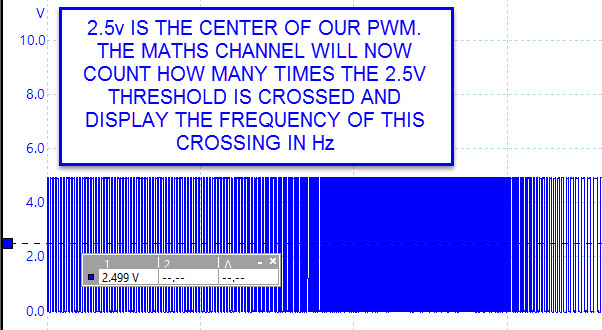 V
2.5v IS THE CENTER OF OUR PWM.
THE MATHS CHANNEL WILL NOW
COUNT HOW MANY TIMES THE 2.5V
THRESHOLD IS CROSSED AND
DISPLAY THE FREQUENCY OF THIS
CROSSING IN Hz
10.0
8.0
6.0
4.0
2.0
0.0
1 2 Δ
2.499 V --.-- --.--